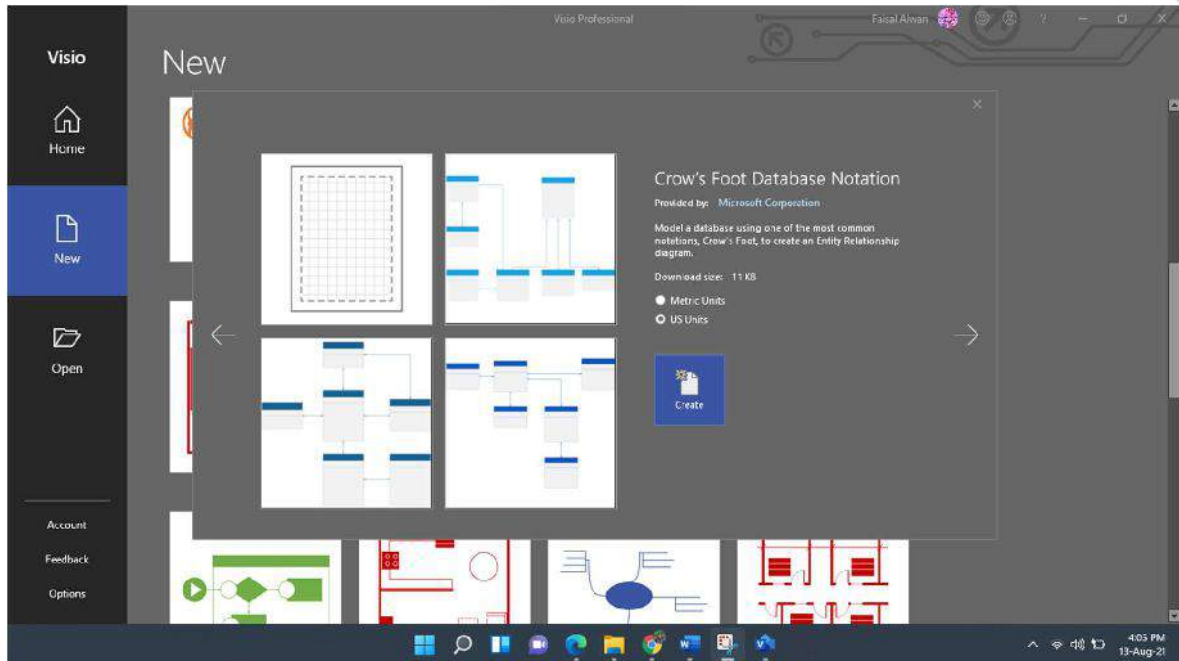 Visio Professional
Faisal Alwan
?
Visio
New
Home
New
Open
Account
Feedback
Options
Crow's Foot Database Notation
Provided by: Microsoft Corporation
Model a database using one of the most common
notations, Crow's Foot, to create an Entity Relationship
diagram.
Download size: 11 KB
Metric Units
US Units
Create
4:03 PM
13-Aug-21